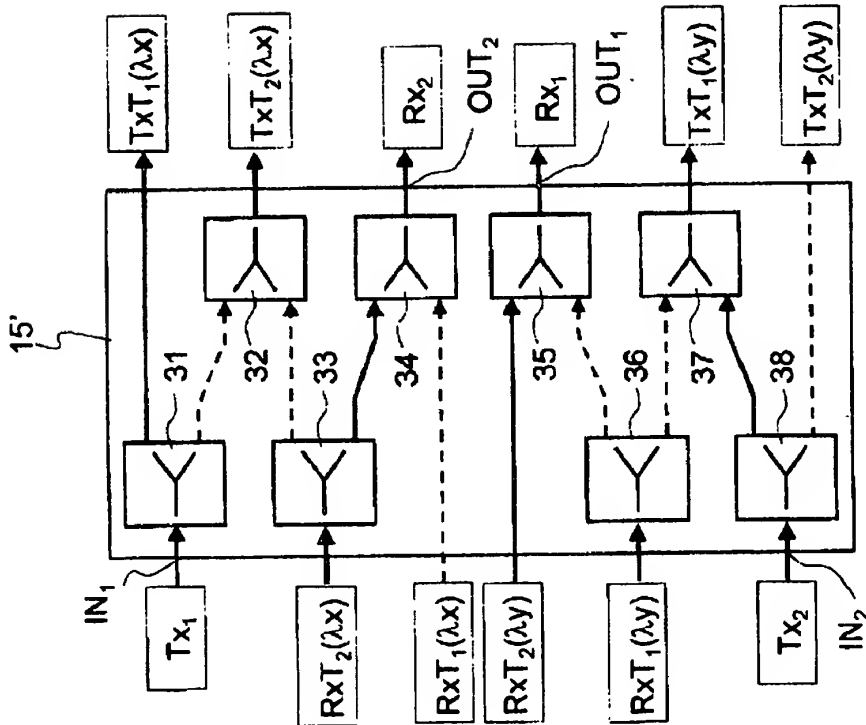 15'
IN₁
Tx₁
RxT₂(λx)
RxT₁(λx)
RxT₂(λy)
RxT₁(λy)
Tx₂
IN₂
31
32
33
34
35
36
37
38
TxT₁(λx)
TxT₂(λx)
Rx₂
OUT₂
Rx₁
OUT₁
TxT₁(λy)
TxT₂(λy)